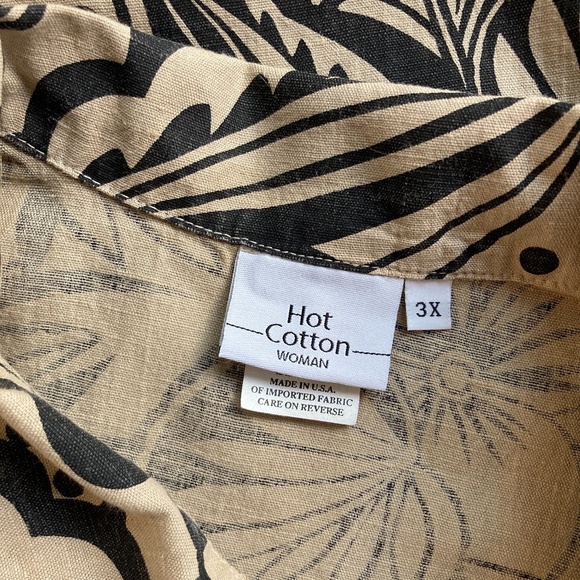 Hot
Cotton
WOMAN
3X
MADE IN U.S.A.
OF IMPORTED FABRIC
CARE ON REVERSE